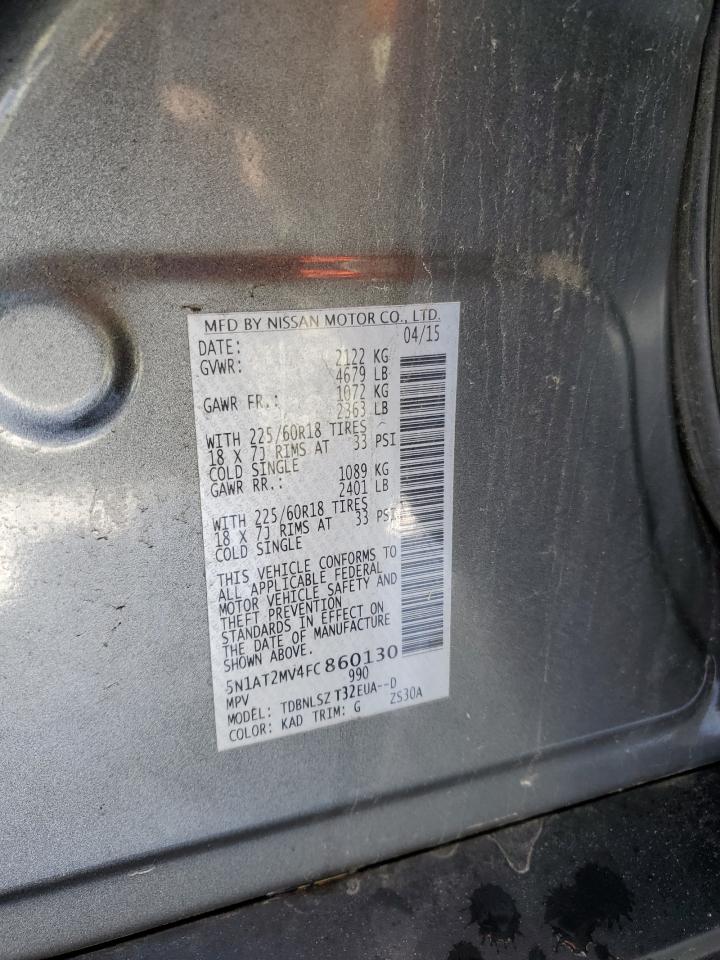 MFD BY NISSAN MOTOR CO., LTD.
DATE: 04/15
GVWR: 2122 KG
4679 LB
GAWR FR.: 1072 KG
2363 LB
WITH 225/60R18 TIRES
18 X 7J RIMS AT 33 PSI
COLD SINGLE
GAWR RR.: 1089 KG
2401 LB
WITH 225/60R18 TIRES
18 X 7J RIMS AT 33 PSI
COLD SINGLE
THIS VEHICLE CONFORMS TO
ALL APPLICABLE FEDERAL
MOTOR VEHICLE SAFETY AND
THEFT PREVENTION
STANDARDS IN EFFECT ON
THE DATE OF MANUFACTURE
SHOWN ABOVE.
5N1AT2MV4FC860130
MPV 990
MODEL: TDBNLSZ T32EUA--D
COLOR: KAD TRIM: G ZS30A